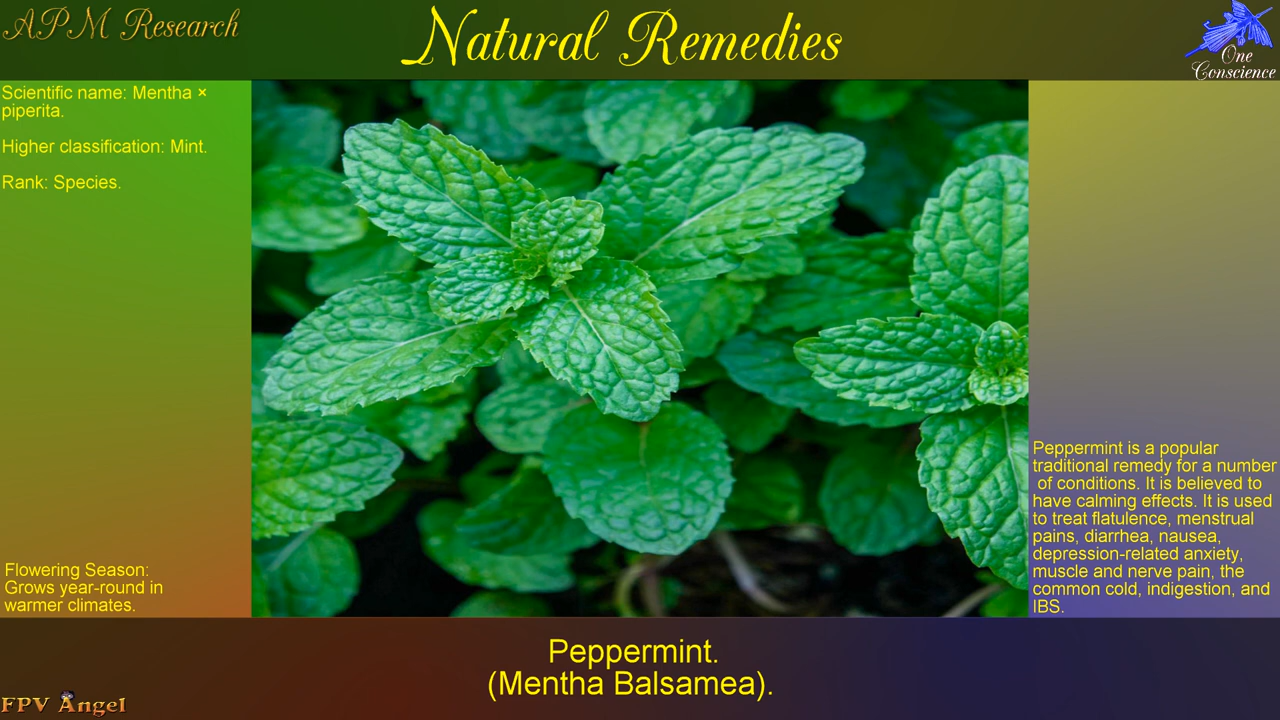 APM Research
Natural Remedies
One
Conscience
Scientific name: Mentha ×
piperita.
Higher classification: Mint.
Rank: Species.
Flowering Season:
Grows year-round in
warmer climates.
Peppermint is a popular
traditional remedy for a number
of conditions. It is believed to
have calming effects. It is used
to treat flatulence, menstrual
pains, diarrhea, nausea,
depression-related anxiety,
muscle and nerve pain, the
common cold, indigestion, and
IBS.
Peppermint.
(Mentha Balsamea).
FPV Angel